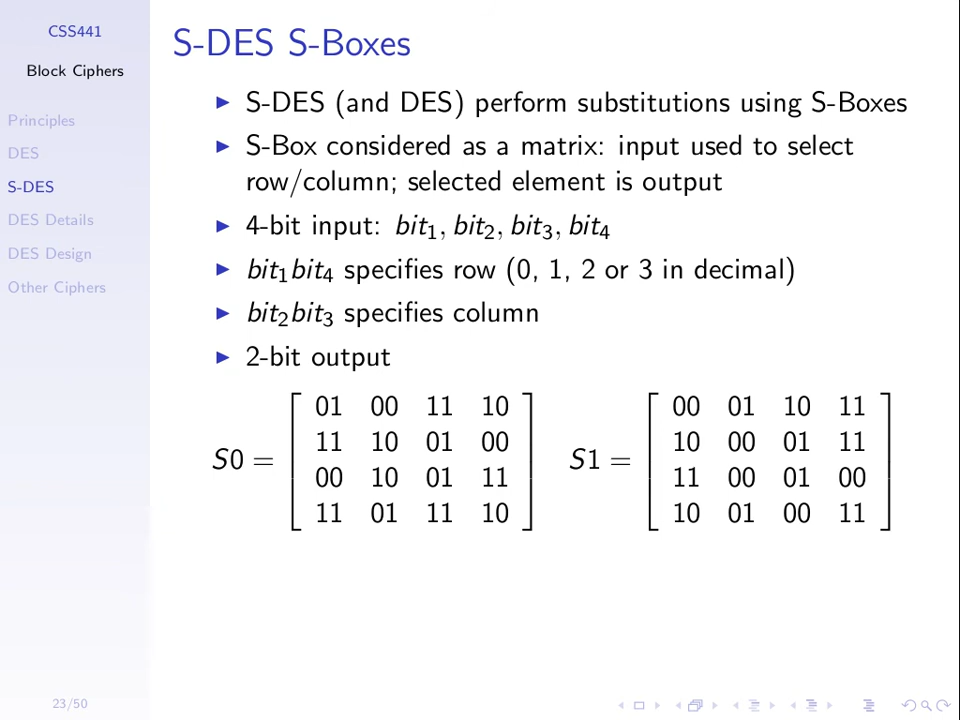 CSS441
Block Ciphers
Principles
DES
S-DES
DES Details
DES Design
Other Ciphers
23/50
S-DES S-Boxes
▶ S-DES (and DES) perform substitutions using S-Boxes
▶ S-Box considered as a matrix: input used to select
row/column; selected element is output
▶ 4-bit input: bit₁, bit₂, bit₃, bit₄
▶ bit₁bit₄ specifies row (0, 1, 2 or 3 in decimal)
▶ bit₂bit₃ specifies column
▶ 2-bit output
S0 =
01 00 11 10
11 10 01 00
00 10 01 11
11 01 11 10
S1 =
00 01 10 11
10 00 01 11
11 00 01 00
10 01 00 11